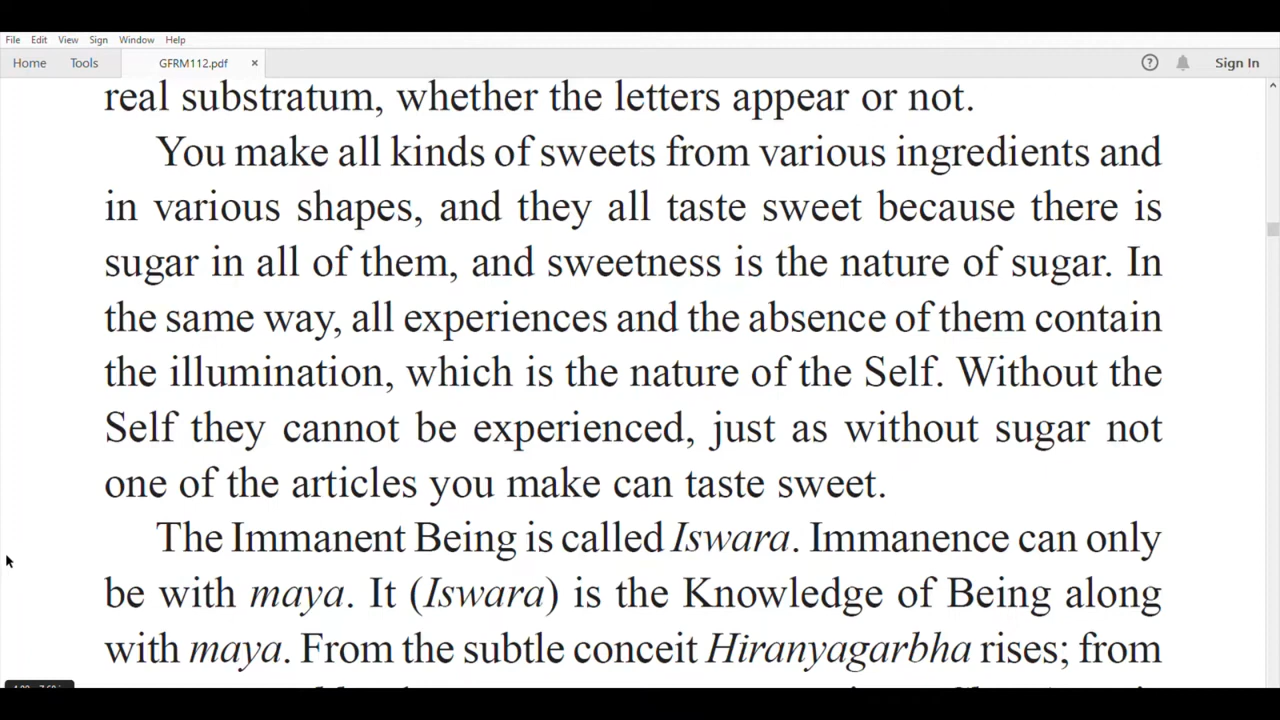 File Edit View Sign Window Help
Home Tools GFRM112.pdf × ? Sign In
real substratum, whether the letters appear or not.
You make all kinds of sweets from various ingredients and
in various shapes, and they all taste sweet because there is
sugar in all of them, and sweetness is the nature of sugar. In
the same way, all experiences and the absence of them contain
the illumination, which is the nature of the Self. Without the
Self they cannot be experienced, just as without sugar not
one of the articles you make can taste sweet.
The Immanent Being is called Iswara. Immanence can only
be with maya. It (Iswara) is the Knowledge of Being along
with maya. From the subtle conceit Hiranyagarbha rises; from